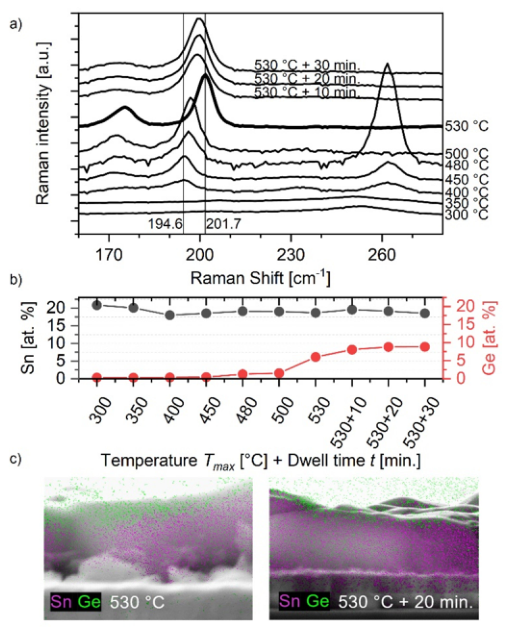 a)
Raman intensity [a.u.]
530 °C + 30 min.
530 °C + 20 min.
530 °C + 10 min.
530 °C
500 °C
480 °C
450 °C
400 °C
350 °C
300 °C
194.6 201.7
170 200 230 260
Raman Shift [cm-1]
b)
Sn [at. %]
20
15
10
5
0
20
15
10
5
0
Ge [at. %]
300 350 400 450 480 500 530 530+10 530+20 530+30
Temperature Tmax [°C] + Dwell time t [min.]
c)
Sn Ge 530 °C
Sn Ge 530 °C + 20 min.